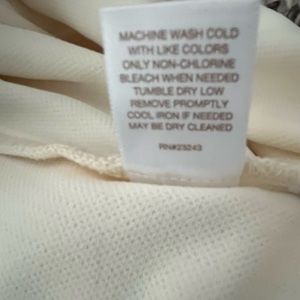 MACHINE WASH COLD
WITH LIKE COLORS
ONLY NON-CHLORINE
BLEACH WHEN NEEDED
TUMBLE DRY LOW
REMOVE PROMPTLY
COOL IRON IF NEEDED
MAY BE DRY CLEANED
RN#23243